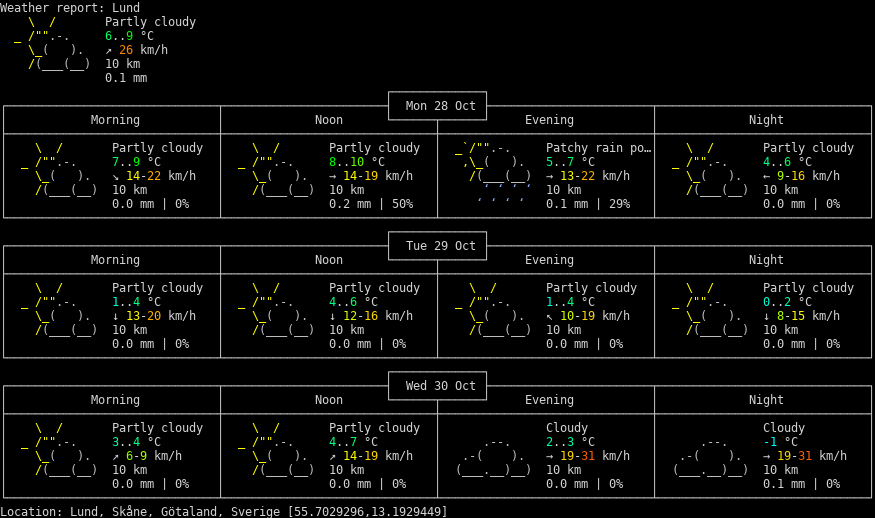 Weather report: Lund
Partly cloudy
6..9 °C
↗ 26 km/h
10 km
0.1 mm
Mon 28 Oct
Morning Noon Evening Night
Partly cloudy Partly cloudy Patchy rain po… Partly cloudy
7..9 °C 8..10 °C 5..7 °C 4..6 °C
↘ 14-22 km/h → 14-19 km/h → 13-22 km/h ← 9-16 km/h
10 km 10 km 10 km 10 km
0.0 mm | 0% 0.2 mm | 50% 0.1 mm | 29% 0.0 mm | 0%
Tue 29 Oct
Morning Noon Evening Night
Partly cloudy Partly cloudy Partly cloudy Partly cloudy
1..4 °C 4..6 °C 1..4 °C 0..2 °C
↓ 13-20 km/h ↓ 12-16 km/h ↖ 10-19 km/h ↓ 8-15 km/h
10 km 10 km 10 km 10 km
0.0 mm | 0% 0.0 mm | 0% 0.0 mm | 0% 0.0 mm | 0%
Wed 30 Oct
Morning Noon Evening Night
Partly cloudy Partly cloudy Cloudy Cloudy
3..4 °C 4..7 °C 2..3 °C -1 °C
↗ 6-9 km/h ↗ 14-19 km/h → 19-31 km/h → 19-31 km/h
10 km 10 km 10 km 10 km
0.0 mm | 0% 0.0 mm | 0% 0.0 mm | 0% 0.1 mm | 0%
Location: Lund, Skåne, Götaland, Sverige [55.7029296,13.1929449]